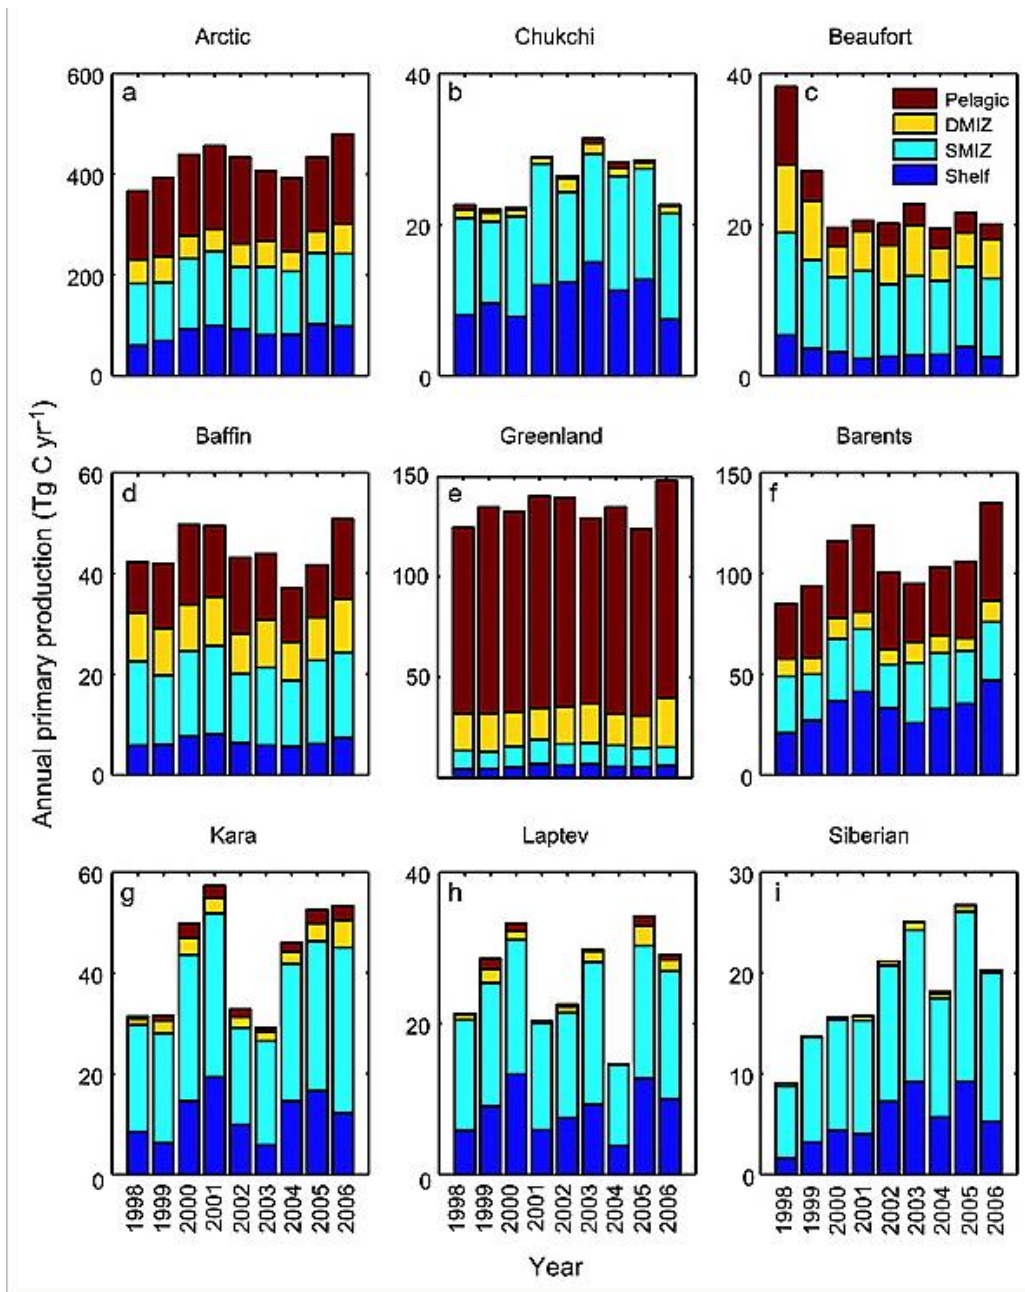 Arctic Chukchi Beaufort
600 40 40
a b c
Pelagic
DMIZ
SMIZ
Shelf
400
20 20
200
0 0 0
Annual primary production (Tg C yr⁻¹)
Baffin Greenland Barents
60 150 150
d e f
40 100 100
20 50 50
0 0
Kara Laptev Siberian
60 40 30
g h i
40 20
20 20 10
0 0 0
1998 1999 2000 2001 2002 2003 2004 2005 2006 1998 1999 2000 2001 2002 2003 2004 2005 2006 1998 1999 2000 2001 2002 2003 2004 2005 2006
Year